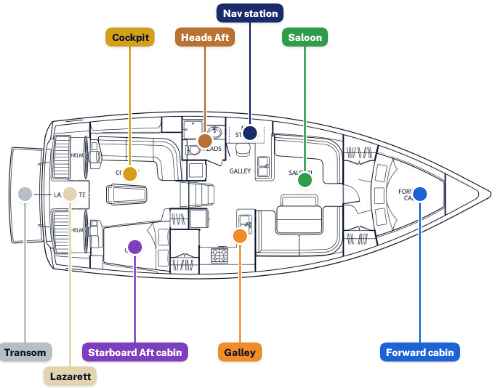 Nav station
Cockpit
Heads Aft
Saloon
GALLEY
Transom
Starboard Aft cabin
Galley
Forward cabin
Lazarett